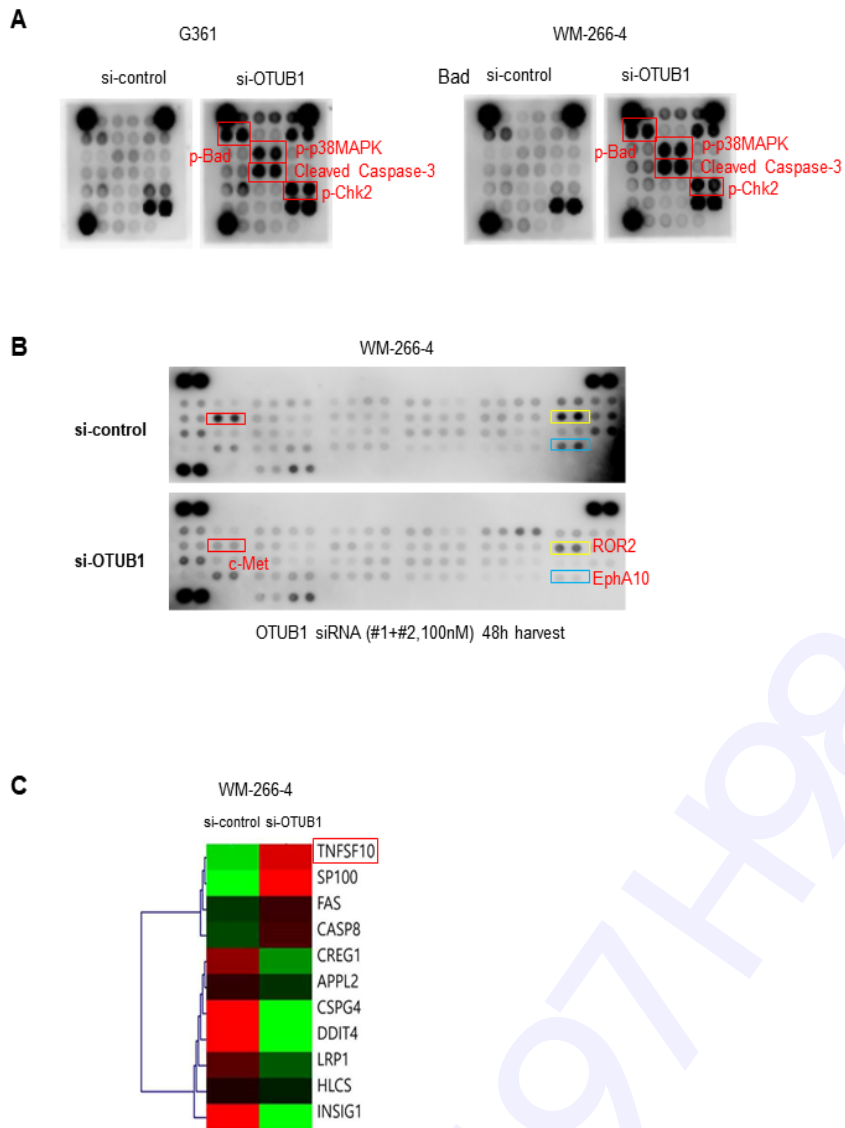 A
G361
WM-266-4
si-control
si-OTUB1
Bad
si-control
si-OTUB1
p-Bad
p-p38MAPK
Cleaved Caspase-3
p-Chk2
p-Bad
p-p38MAPK
Cleaved Caspase-3
p-Chk2
B
WM-266-4
si-control
si-OTUB1
c-Met
ROR2
EphA10
OTUB1 siRNA (#1+#2,100nM) 48h harvest
C
WM-266-4
si-control
si-OTUB1
TNFSF10
SP100
FAS
CASP8
CREG1
APPL2
CSPG4
DDIT4
LRP1
HLCS
INSIG1
97H98